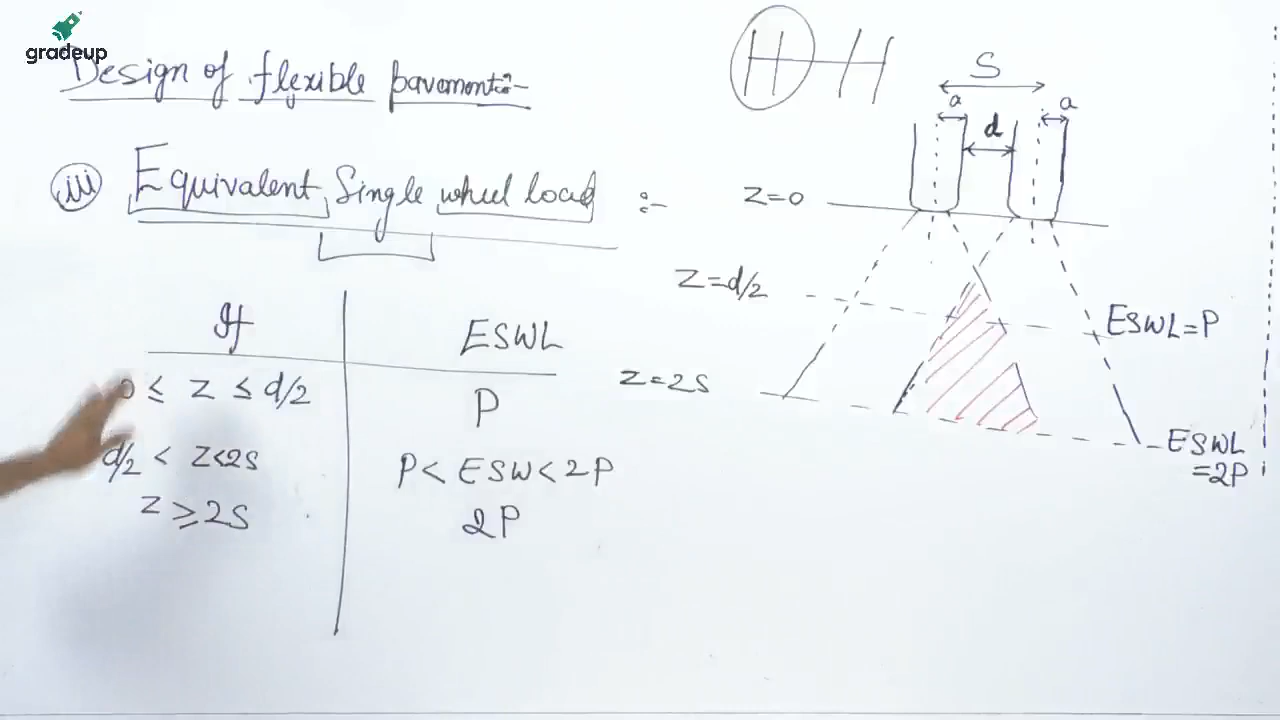 gradeup
Design of flexible pavements:-
(iii) Equivalent Single wheel load :-
If ESWL
0 ≤ Z ≤ d/2 P
d/2 < Z<2S P< ESW<2P
Z ≥ 2S 2P
S
a a
d
Z=0
Z=d/2
ESWL=P
Z=2S
ESWL
=2P